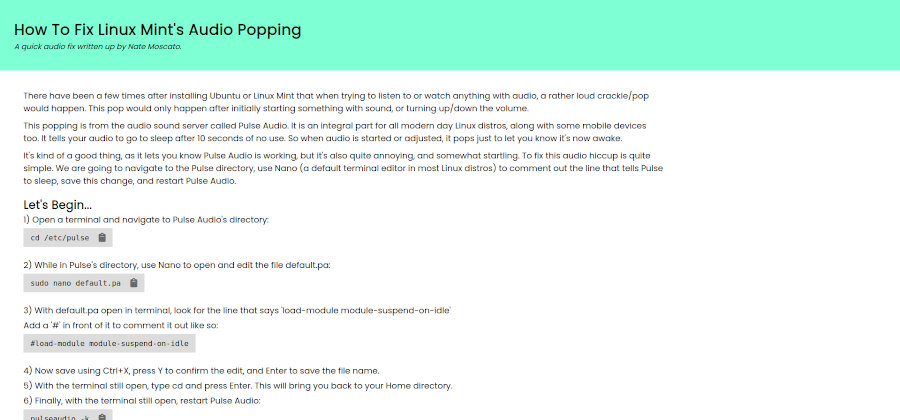 How To Fix Linux Mint's Audio Popping
A quick audio fix written up by Nate Moscato.
There have been a few times after installing Ubuntu or Linux Mint that when trying to listen to or watch anything with audio, a rather loud crackle/pop
would happen. This pop would only happen after initially starting something with sound, or turning up/down the volume.
This popping is from the audio sound server called Pulse Audio. It is an integral part for all modern day Linux distros, along with some mobile devices
too. It tells your audio to go to sleep after 10 seconds of no use. So when audio is started or adjusted, it pops just to let you know it's now awake.
It's kind of a good thing, as it lets you know Pulse Audio is working, but it's also quite annoying, and somewhat startling. To fix this audio hiccup is quite
simple. We are going to navigate to the Pulse directory, use Nano (a default terminal editor in most Linux distros) to comment out the line that tells Pulse
to sleep, save this change, and restart Pulse Audio.
Let's Begin...
1) Open a terminal and navigate to Pulse Audio's directory:
cd /etc/pulse
2) While in Pulse's directory, use Nano to open and edit the file default.pa:
sudo nano default.pa
3) With default.pa open in terminal, look for the line that says 'load-module module-suspend-on-idle'
Add a '#' in front of it to comment it out like so:
#load-module module-suspend-on-idle
4) Now save using Ctrl+X, press Y to confirm the edit, and Enter to save the file name.
5) With the terminal still open, type cd and press Enter. This will bring you back to your Home directory.
6) Finally, with the terminal still open, restart Pulse Audio:
pulseaudio -k